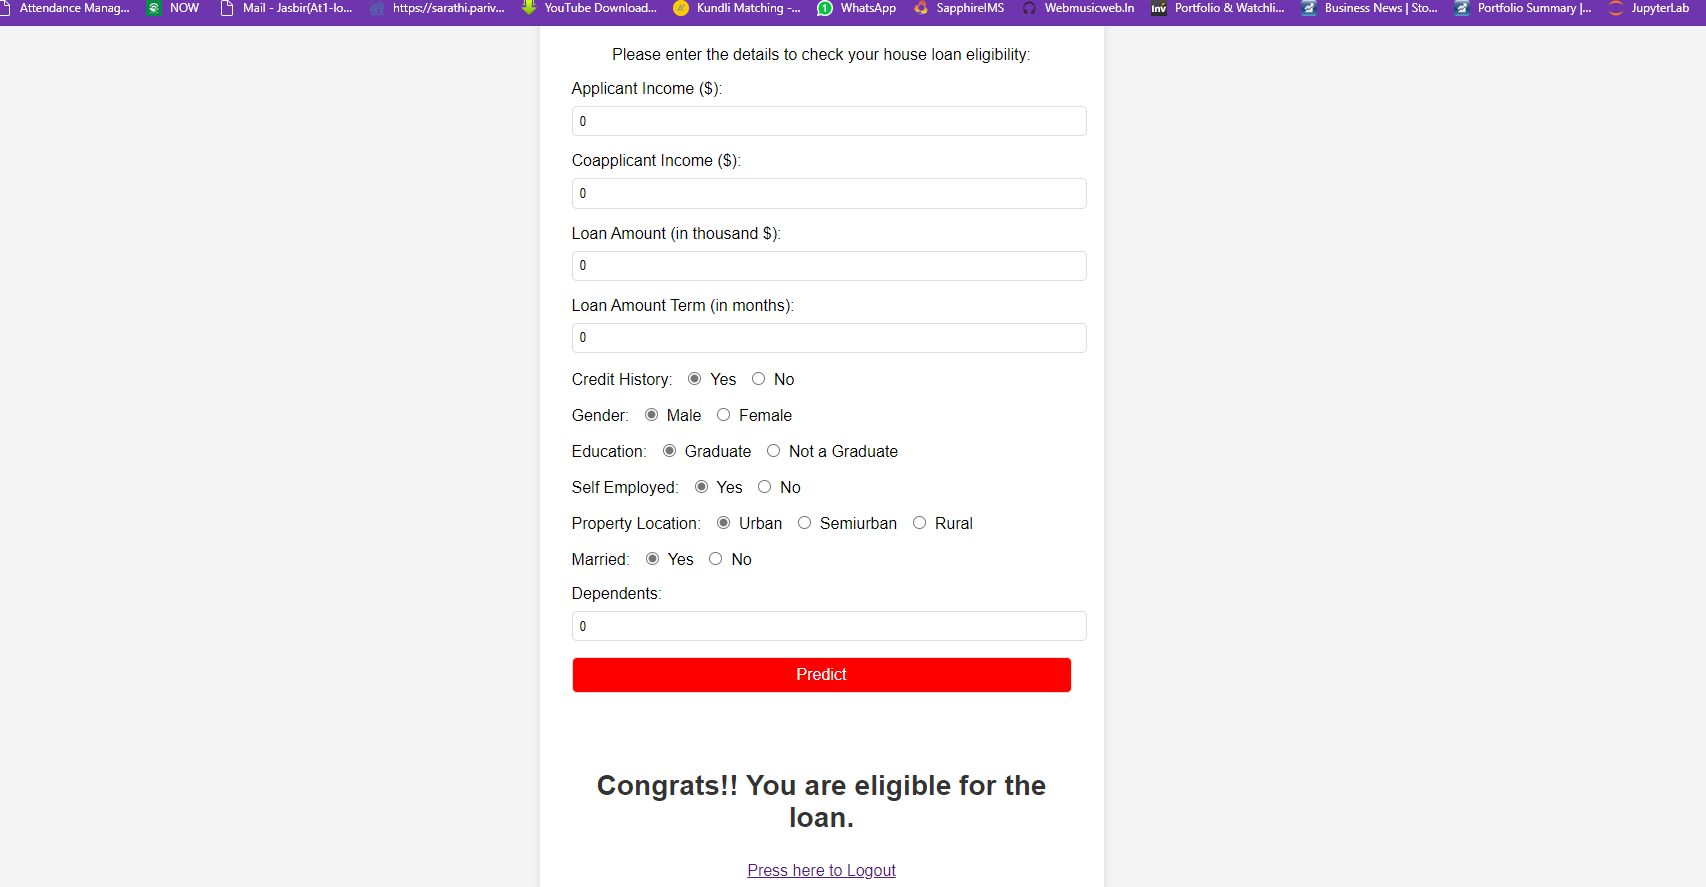 Attendance Manag... NOW Mail - Jasbir(At1-lo... https://sarathi.pariv... YouTube Download... Kundli Matching -... WhatsApp SapphireIMS Webmusicweb.In Inv Portfolio & Watchli... Business News | Sto... Portfolio Summary |... JupyterLab
Please enter the details to check your house loan eligibility:
Applicant Income ($):
0
Coapplicant Income ($):
0
Loan Amount (in thousand $):
0
Loan Amount Term (in months):
0
Credit History: Yes No
Gender: Male Female
Education: Graduate Not a Graduate
Self Employed: Yes No
Property Location: Urban Semiurban Rural
Married: Yes No
Dependents:
0
Predict
Congrats!! You are eligible for the
loan.
Press here to Logout